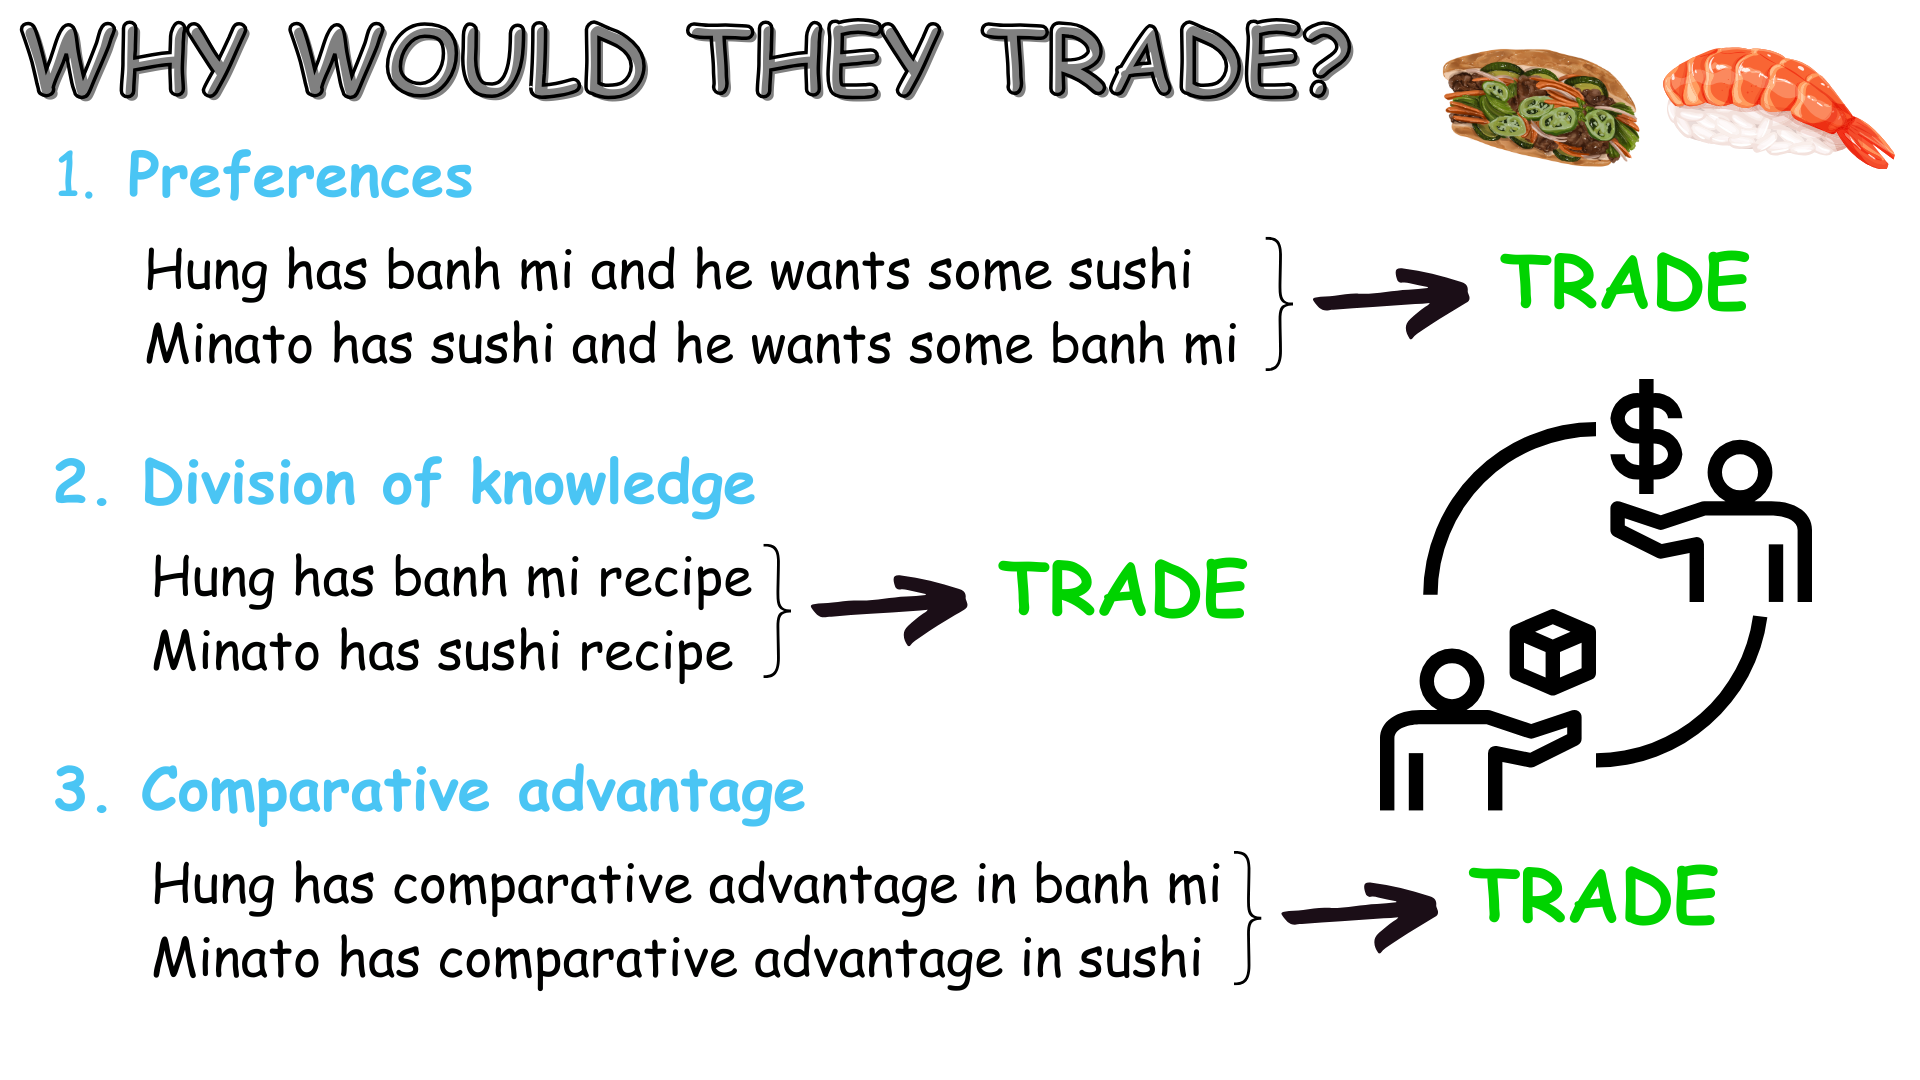 WHY WOULD THEY TRADE?
1. Preferences
Hung has banh mi and he wants some sushi
Minato has sushi and he wants some banh mi
TRADE
$
2. Division of knowledge
Hung has banh mi recipe
Minato has sushi recipe
TRADE
3. Comparative advantage
Hung has comparative advantage in banh mi
Minato has comparative advantage in sushi
TRADE